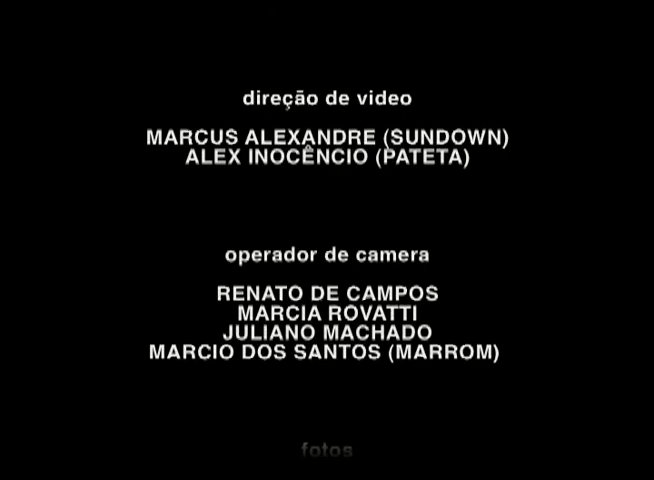 direção de video
MARCUS ALEXANDRE (SUNDOWN)
ALEX INOCÊNCIO (PATETA)
operador de camera
RENATO DE CAMPOS
MARCIA ROVATTI
JULIANO MACHADO
MARCIO DOS SANTOS (MARROM)
fotos